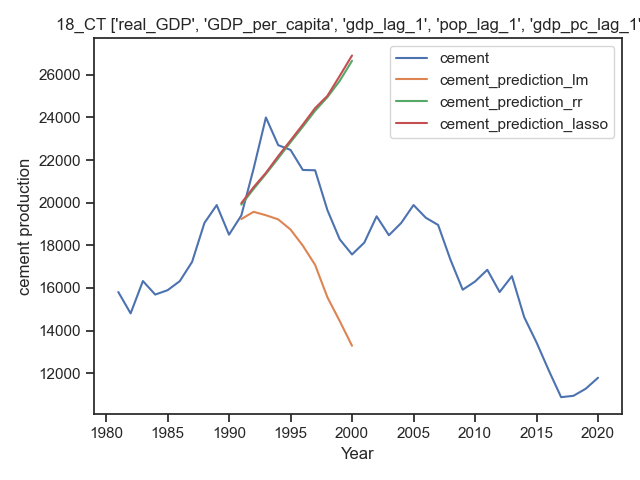 18_CT ['real_GDP', 'GDP_per_capita', 'gdp_lag_1', 'pop_lag_1', 'gdp_pc_lag_1'
cement
cement_prediction_lm
cement_prediction_rr
cement_prediction_lasso
cement production
26000
24000
22000
20000
18000
16000
14000
12000
1980 1985 1990 1995 2000 2005 2010 2015 2020
Year